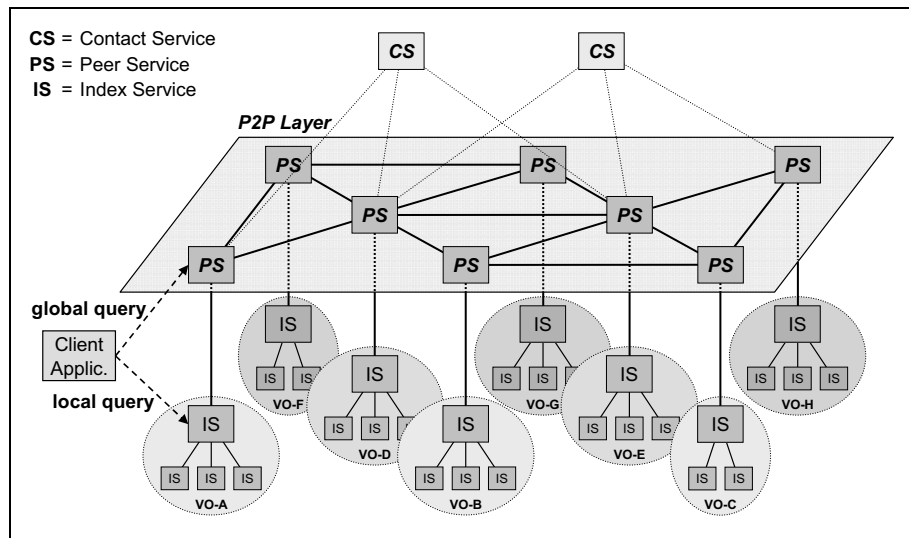 CS = Contact Service
PS = Peer Service
IS = Index Service
CS
CS
P2P Layer
PS
PS
PS
PS
PS
PS
PS
PS
global query
Client
Applic.
local query
IS
IS
IS
VO-F
IS
IS
IS
IS
VO-G
IS
IS
IS
IS
VO-H
IS
IS
IS
IS
VO-D
IS
IS
IS
IS
VO-E
IS
IS
IS
IS
VO-A
IS
IS
IS
IS
VO-B
IS
IS
IS
VO-C